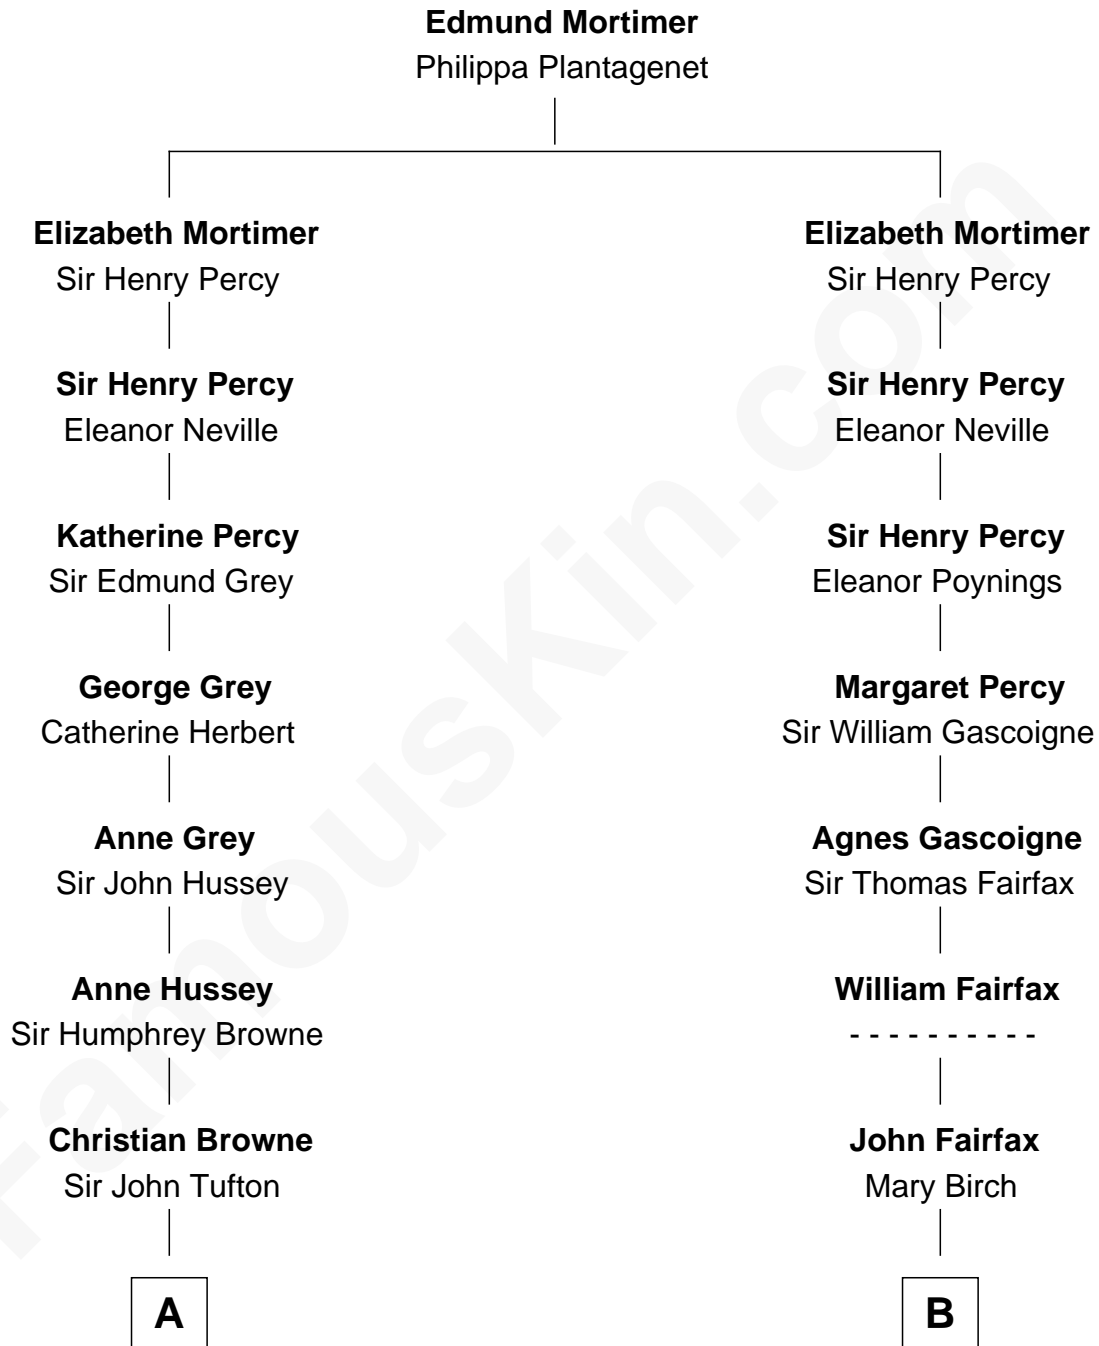 Edmund Mortimer
Philippa Plantagenet
Elizabeth Mortimer
Sir Henry Percy
Sir Henry Percy
Eleanor Neville
Katherine Percy
Sir Edmund Grey
George Grey
Catherine Herbert
Anne Grey
Sir John Hussey
Anne Hussey
Sir Humphrey Browne
Christian Browne
Sir John Tufton
A
Elizabeth Mortimer
Sir Henry Percy
Sir Henry Percy
Eleanor Neville
Sir Henry Percy
Eleanor Poynings
Margaret Percy
Sir William Gascoigne
Agnes Gascoigne
Sir Thomas Fairfax
William Fairfax
- - - - - - - - - -
John Fairfax
Mary Birch
B
FamousKin.com